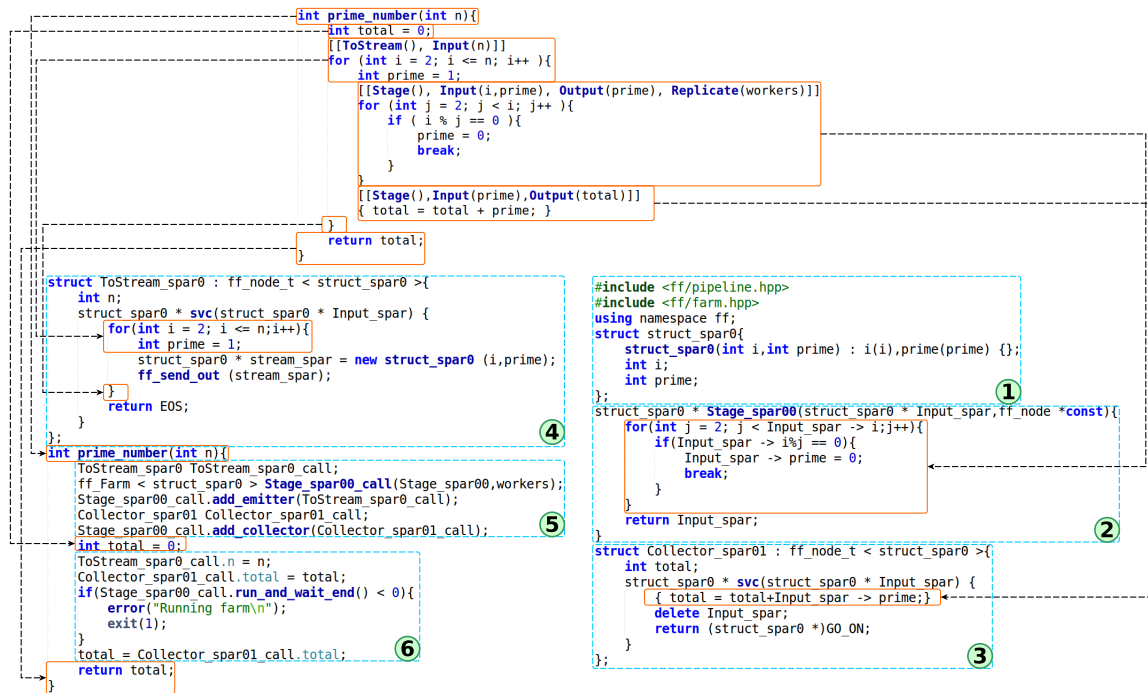 int prime_number(int n){
int total = 0;
[[ToStream(), Input(n)]]
for (int i = 2; i <= n; i++ ){
int prime = 1;
[[Stage(), Input(i,prime), Output(prime), Replicate(workers)]]
for (int j = 2; j < i; j++ ){
if ( i % j == 0 ){
prime = 0;
break;
}
}
[[Stage(),Input(prime),Output(total)]]
{ total = total + prime; }
}
return total;
}
struct ToStream_spar0 : ff_node_t < struct_spar0 >{
int n;
struct_spar0 * svc(struct_spar0 * Input_spar) {
for(int i = 2; i <= n;i++){
int prime = 1;
struct_spar0 * stream_spar = new struct_spar0 (i,prime);
ff_send_out (stream_spar);
}
return EOS;
}
};
4
int prime_number(int n){
ToStream_spar0 ToStream_spar0_call;
ff_Farm < struct_spar0 > Stage_spar00_call(Stage_spar00,workers);
Stage_spar00_call.add_emitter(ToStream_spar0_call);
Collector_spar01 Collector_spar01_call;
Stage_spar00_call.add_collector(Collector_spar01_call);
5
int total = 0;
ToStream_spar0_call.n = n;
Collector_spar01_call.total = total;
if(Stage_spar00_call.run_and_wait_end() < 0){
error("Running farm\n");
exit(1);
}
total = Collector_spar01_call.total;
6
return total;
}
#include <ff/pipeline.hpp>
#include <ff/farm.hpp>
using namespace ff;
struct struct_spar0{
struct_spar0(int i,int prime) : i(i),prime(prime) {};
int i;
int prime;
};
1
struct_spar0 * Stage_spar00(struct_spar0 * Input_spar,ff_node *const){
for(int j = 2; j < Input_spar -> i;j++){
if(Input_spar -> i%j == 0){
Input_spar -> prime = 0;
break;
}
}
return Input_spar;
}
2
struct Collector_spar01 : ff_node_t < struct_spar0 >{
int total;
struct_spar0 * svc(struct_spar0 * Input_spar) {
{ total = total+Input_spar -> prime;}
delete Input_spar;
return (struct_spar0 *)GO_ON;
}
};
3